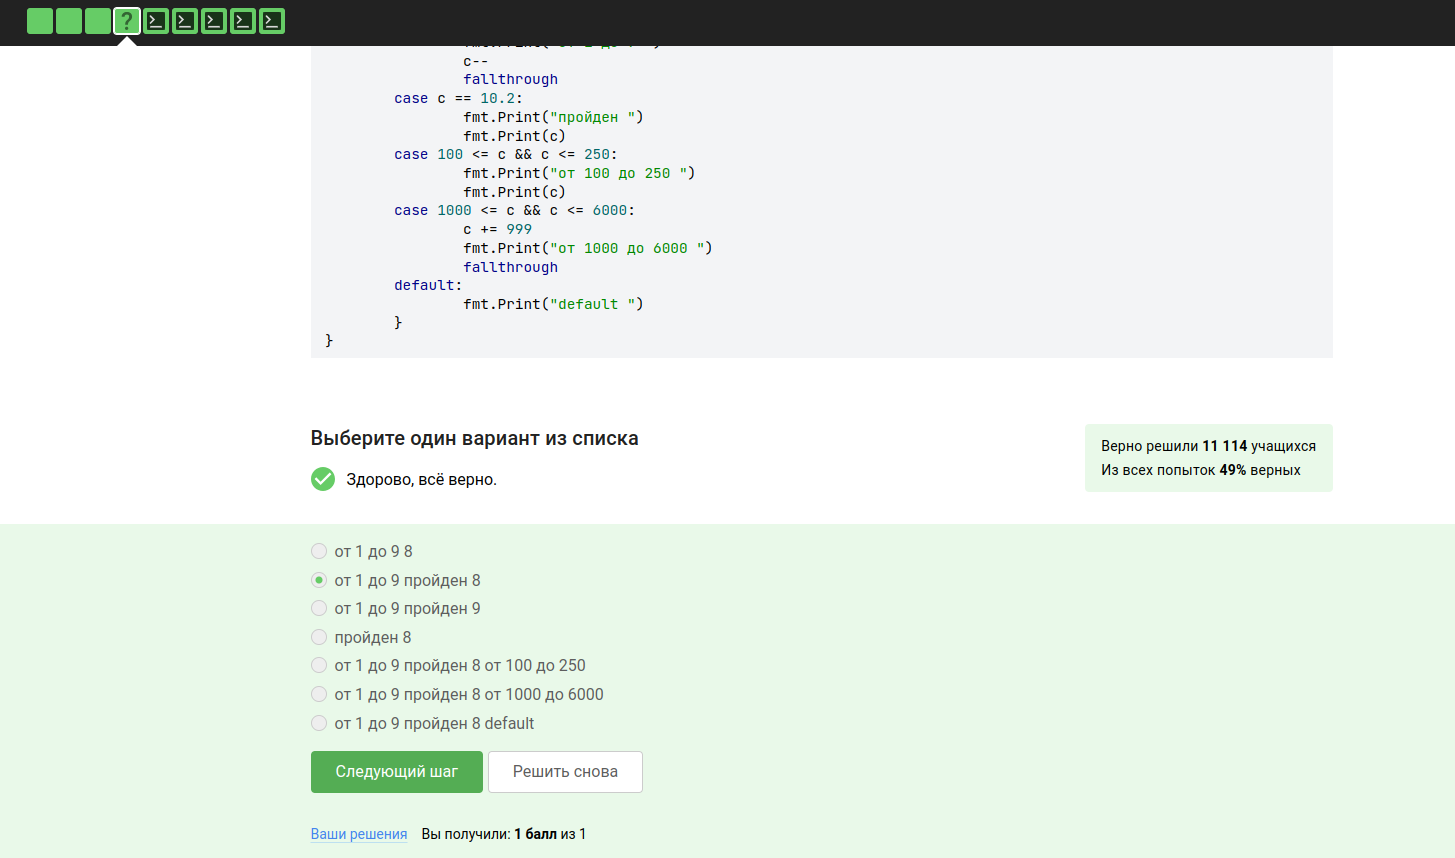 ?
c--
fallthrough
case c == 10.2:
fmt.Print("пройден ")
fmt.Print(c)
case 100 <= c && c <= 250:
fmt.Print("от 100 до 250 ")
fmt.Print(c)
case 1000 <= c && c <= 6000:
c += 999
fmt.Print("от 1000 до 6000 ")
fallthrough
default:
fmt.Print("default ")
}
}
Выберите один вариант из списка
Здорово, всё верно.
Верно решили 11 114 учащихся
Из всех попыток 49% верных
от 1 до 9 8
от 1 до 9 пройден 8
от 1 до 9 пройден 9
пройден 8
от 1 до 9 пройден 8 от 100 до 250
от 1 до 9 пройден 8 от 1000 до 6000
от 1 до 9 пройден 8 default
Следующий шаг
Решить снова
Ваши решения Вы получили: 1 балл из 1